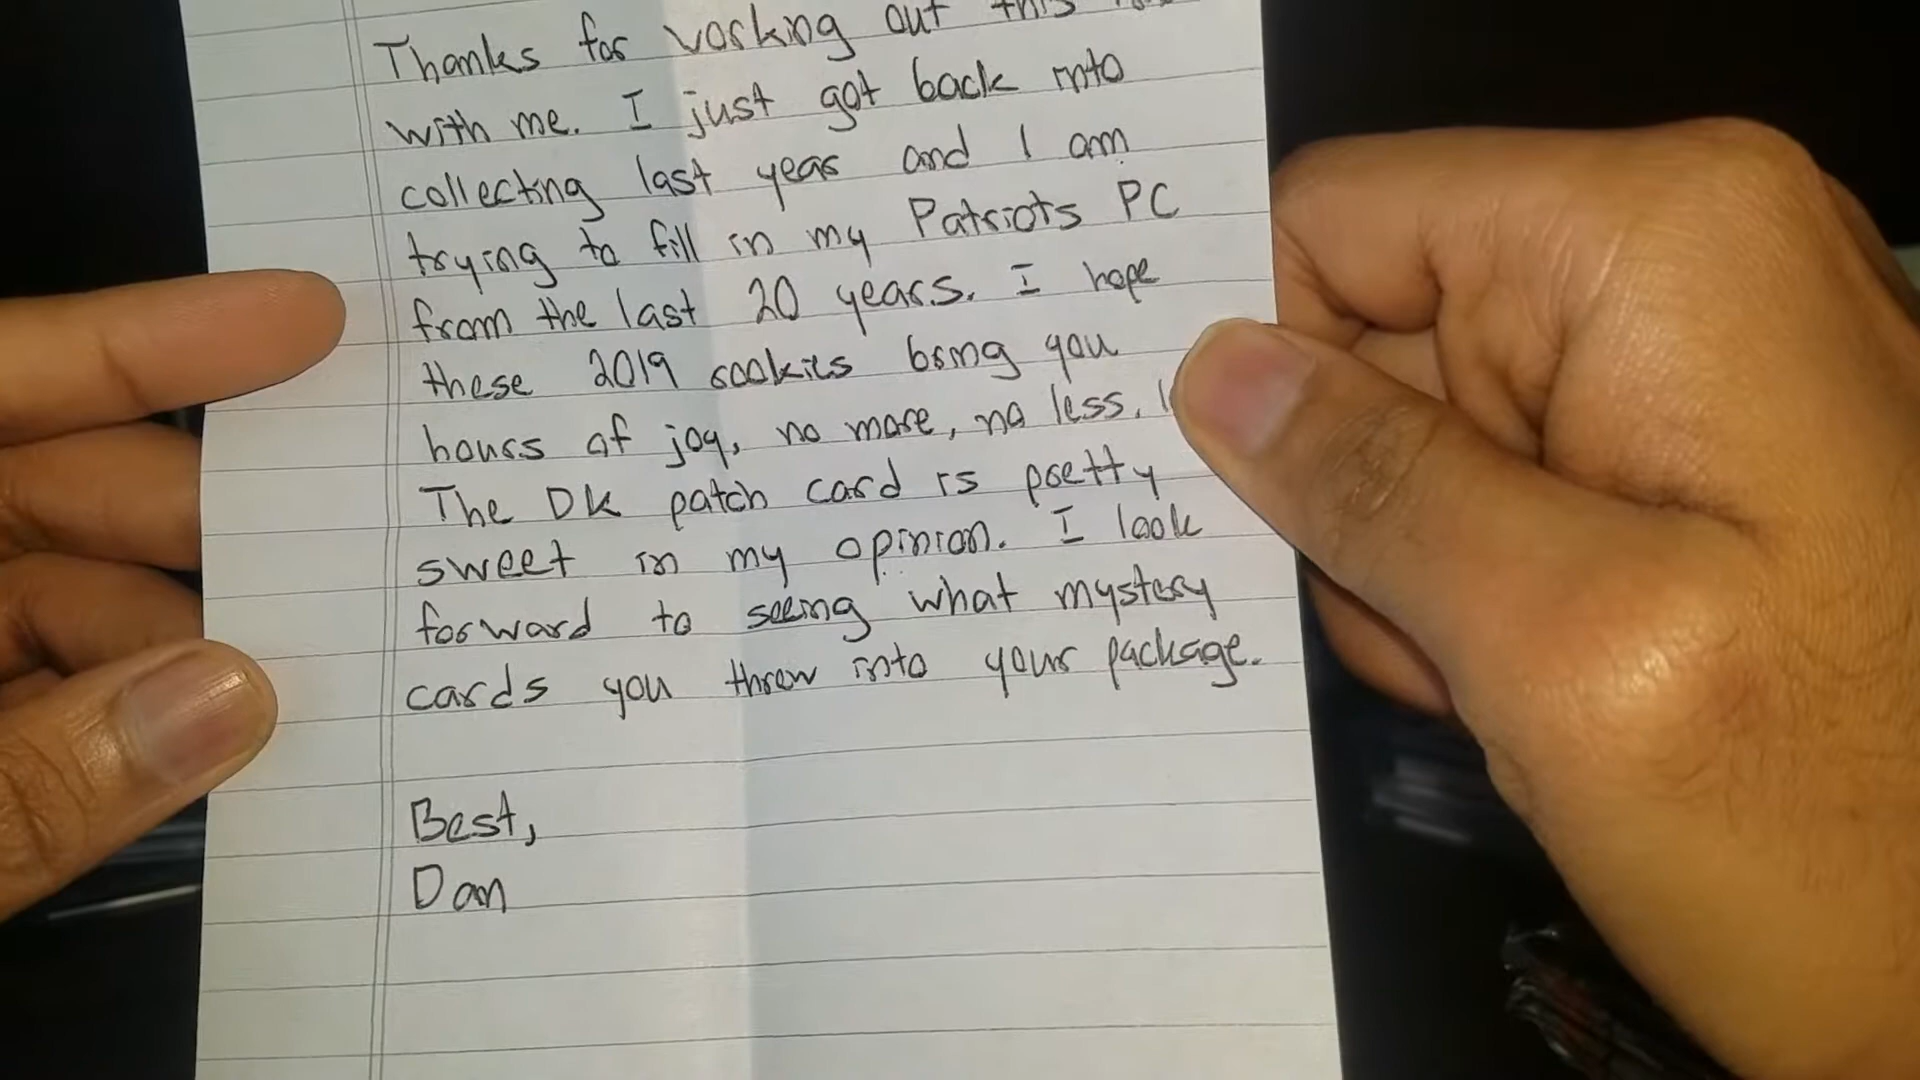 Thanks for working out this
with me. I just got back into
collecting last year and I am
trying to fill in my Patriots PC
from the last 20 years. I hope
these 2019 rookies bring you
hours of joy, no more, no less.
The DK patch card is pretty
sweet in my opinion. I look
forward to seeing what mystery
cards you threw into your package.
Best,
Dan